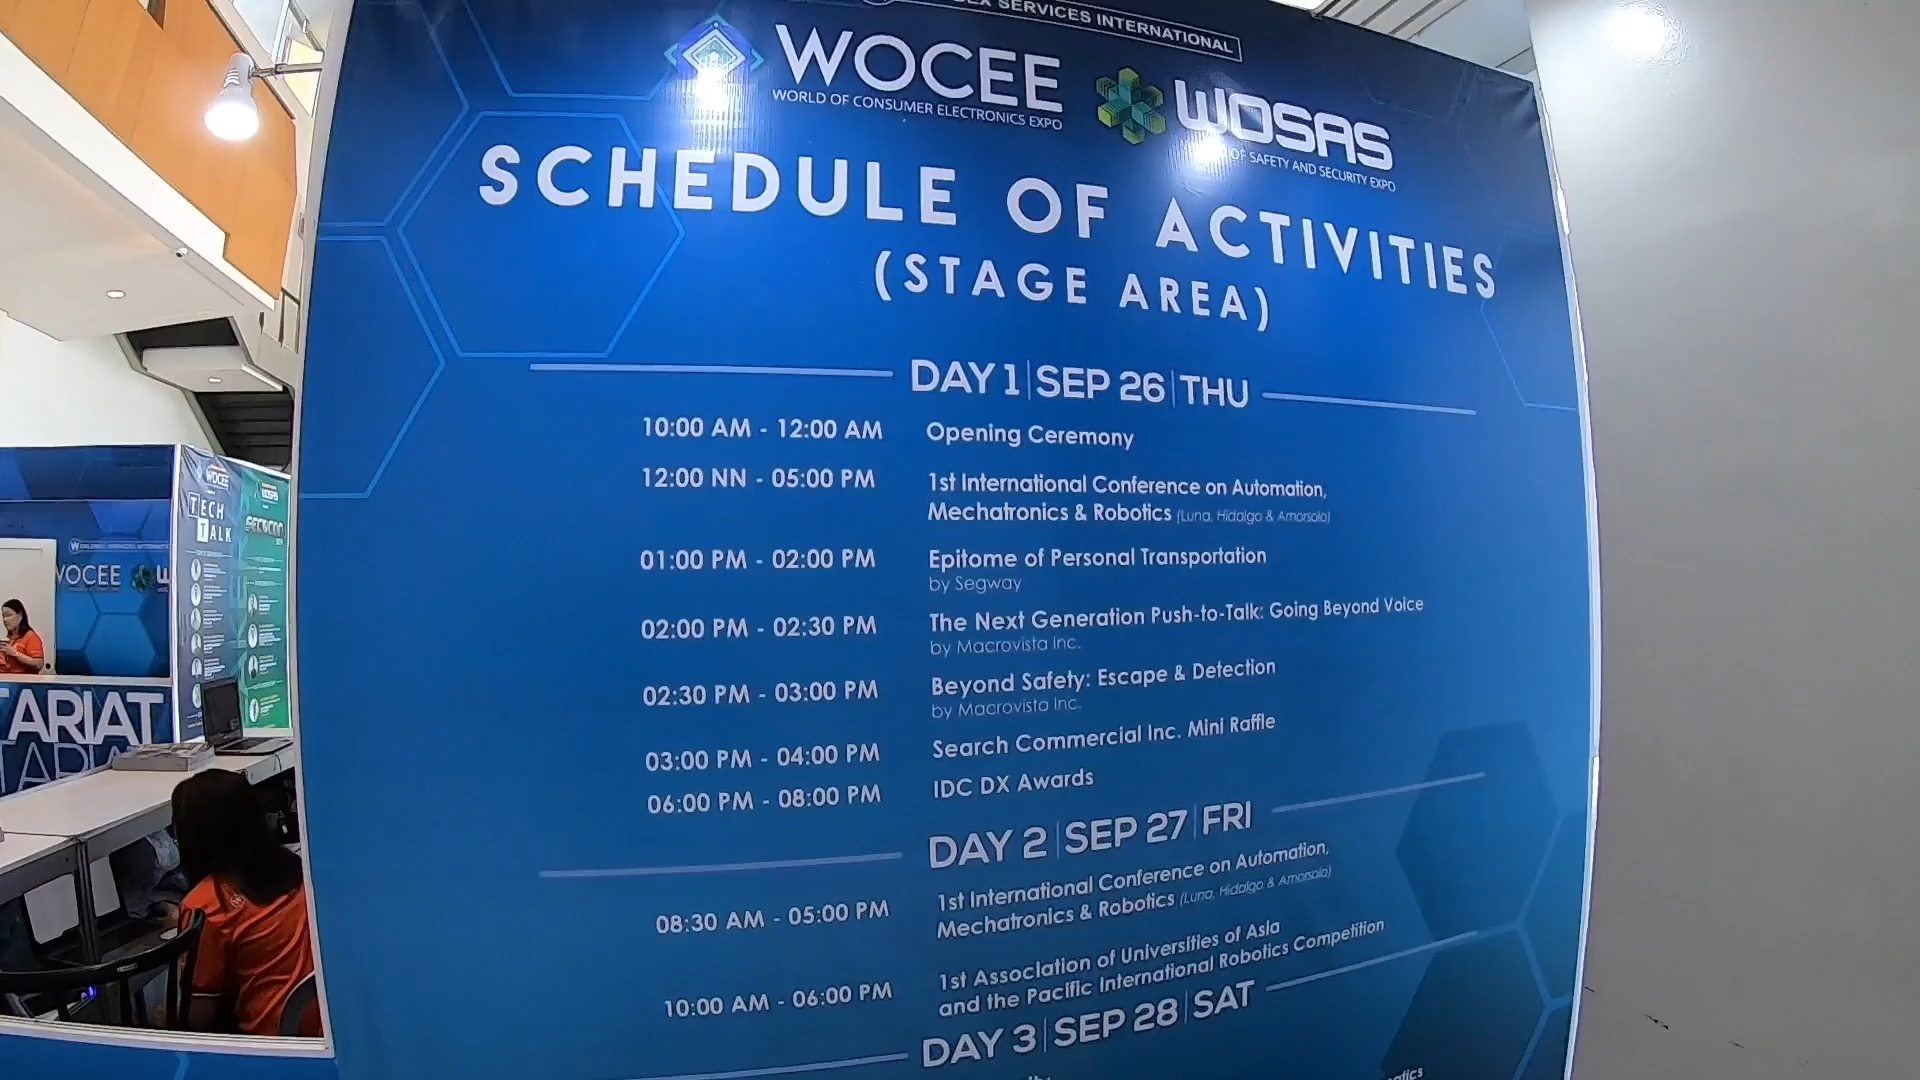 SERVICES INTERNATIONAL
WOCEE
WORLD OF CONSUMER ELECTRONICS EXPO
WOSAS
OF SAFETY AND SECURITY EXPO
SCHEDULE OF ACTIVITIES
(STAGE AREA)
DAY 1 | SEP 26 | THU
10:00 AM - 12:00 AM Opening Ceremony
12:00 NN - 05:00 PM 1st International Conference on Automation,
Mechatronics & Robotics (Luna, Hidalgo & Amorsolo)
01:00 PM - 02:00 PM Epitome of Personal Transportation
by Segway
02:00 PM - 02:30 PM The Next Generation Push-to-Talk: Going Beyond Voice
by Macrovista Inc.
02:30 PM - 03:00 PM Beyond Safety: Escape & Detection
by Macrovista Inc.
03:00 PM - 04:00 PM Search Commercial Inc. Mini Raffle
06:00 PM - 08:00 PM IDC DX Awards
DAY 2 | SEP 27 | FRI
08:30 AM - 05:00 PM 1st International Conference on Automation,
Mechatronics & Robotics (Luna, Hidalgo & Amorsolo)
10:00 AM - 06:00 PM 1st Association of Universities of Asia
and the Pacific International Robotics Competition
DAY 3 | SEP 28 | SAT
WOCEE
TECH
TALK
WOCEE
ARIAT